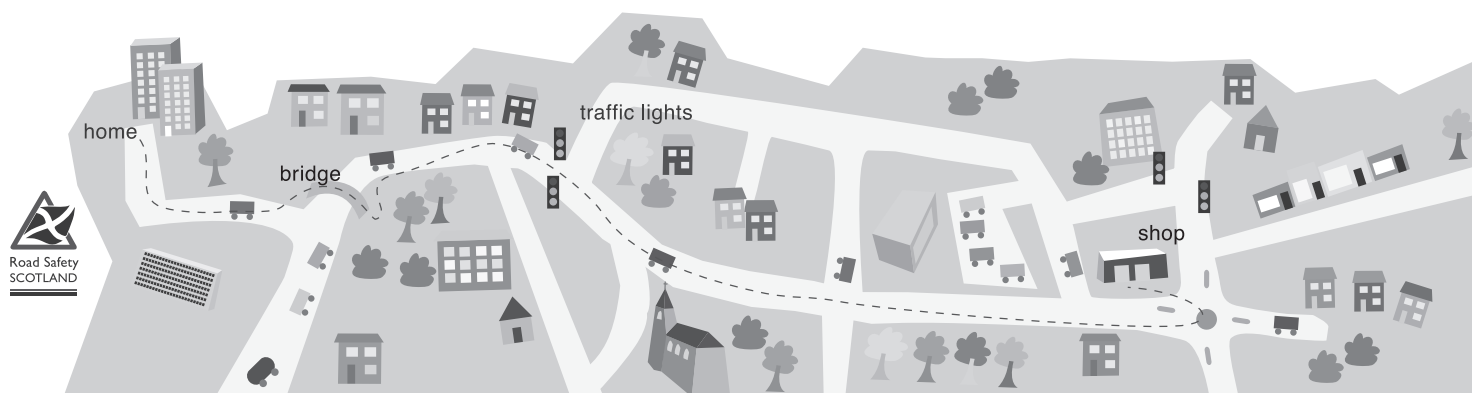 home
bridge
traffic lights
shop
Road Safety
SCOTLAND